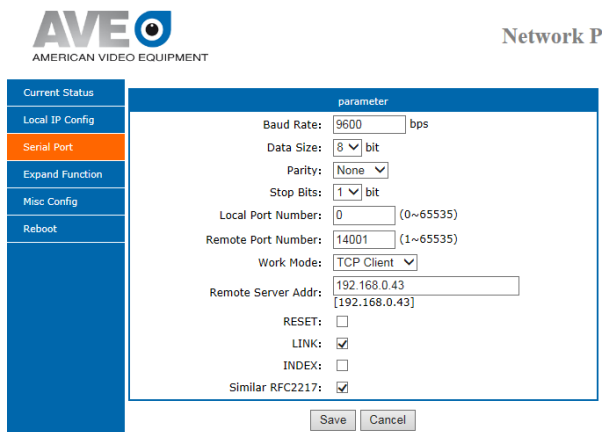 AVE
AMERICAN VIDEO EQUIPMENT
Network P
Current Status
Local IP Config
Serial Port
Expand Function
Misc Config
Reboot
parameter
Baud Rate: 9600 bps
Data Size: 8 bit
Parity: None
Stop Bits: 1 bit
Local Port Number: 0 (0~65535)
Remote Port Number: 14001 (1~65535)
Work Mode: TCP Client
Remote Server Addr: 192.168.0.43
[192.168.0.43]
RESET:
LINK:
INDEX:
Similar RFC2217:
Save Cancel